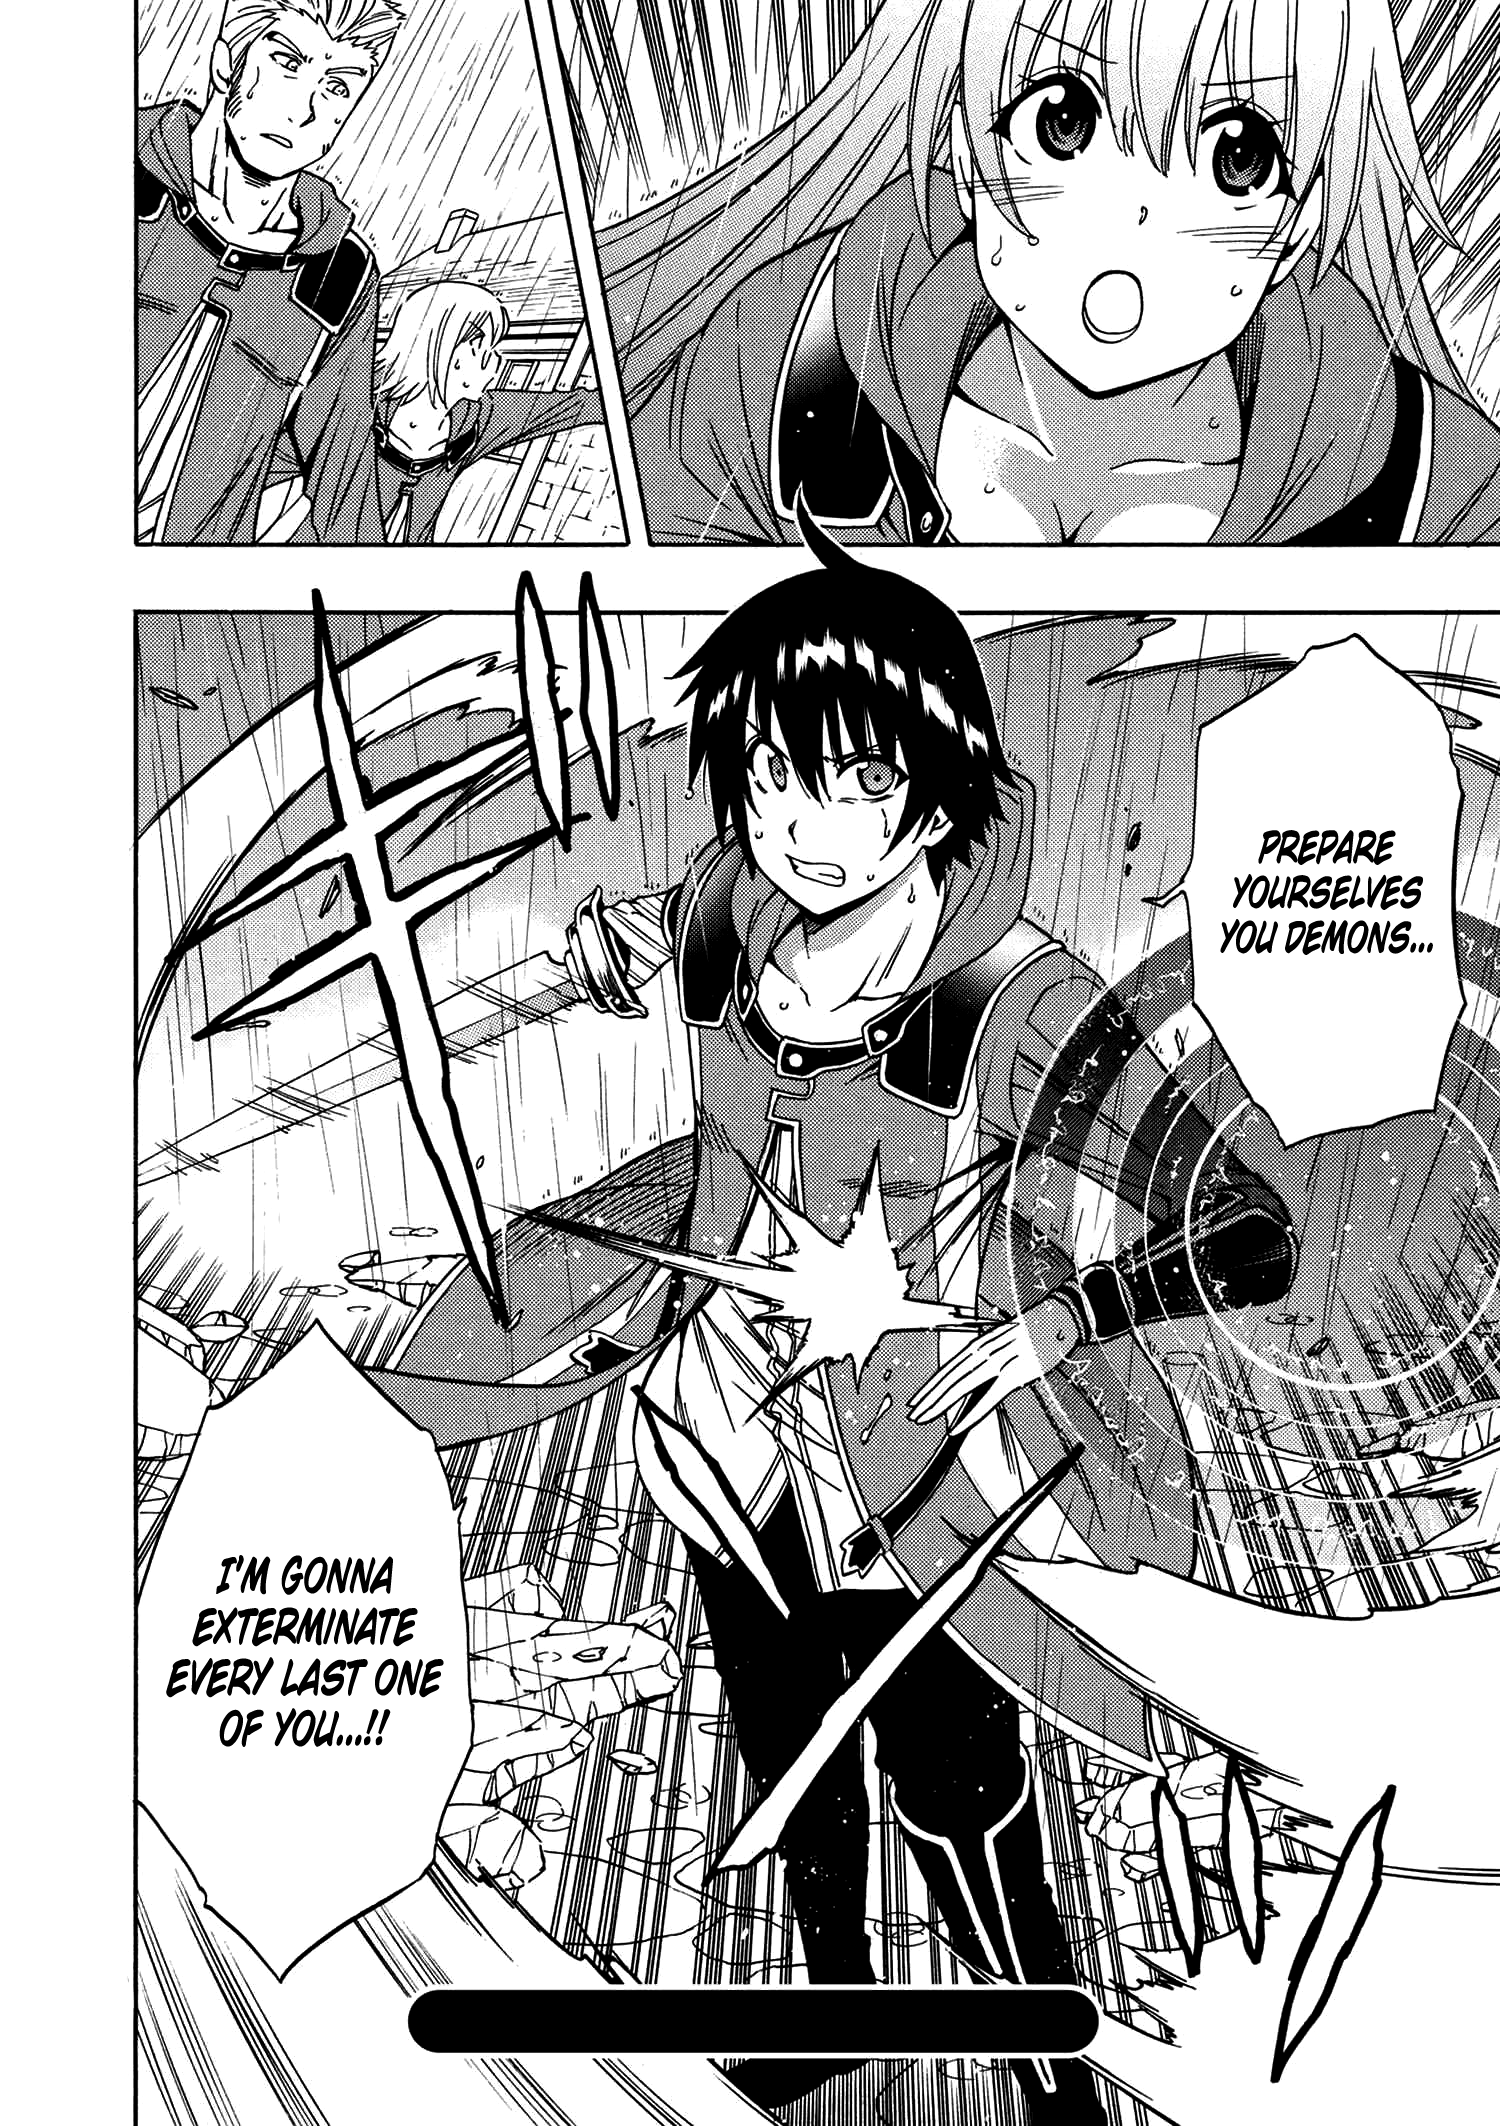 PREPARE
YOURSELVES
YOU DEMONS...
I'M GONNA
EXTERMINATE
EVERY LAST ONE
OF YOU...!!